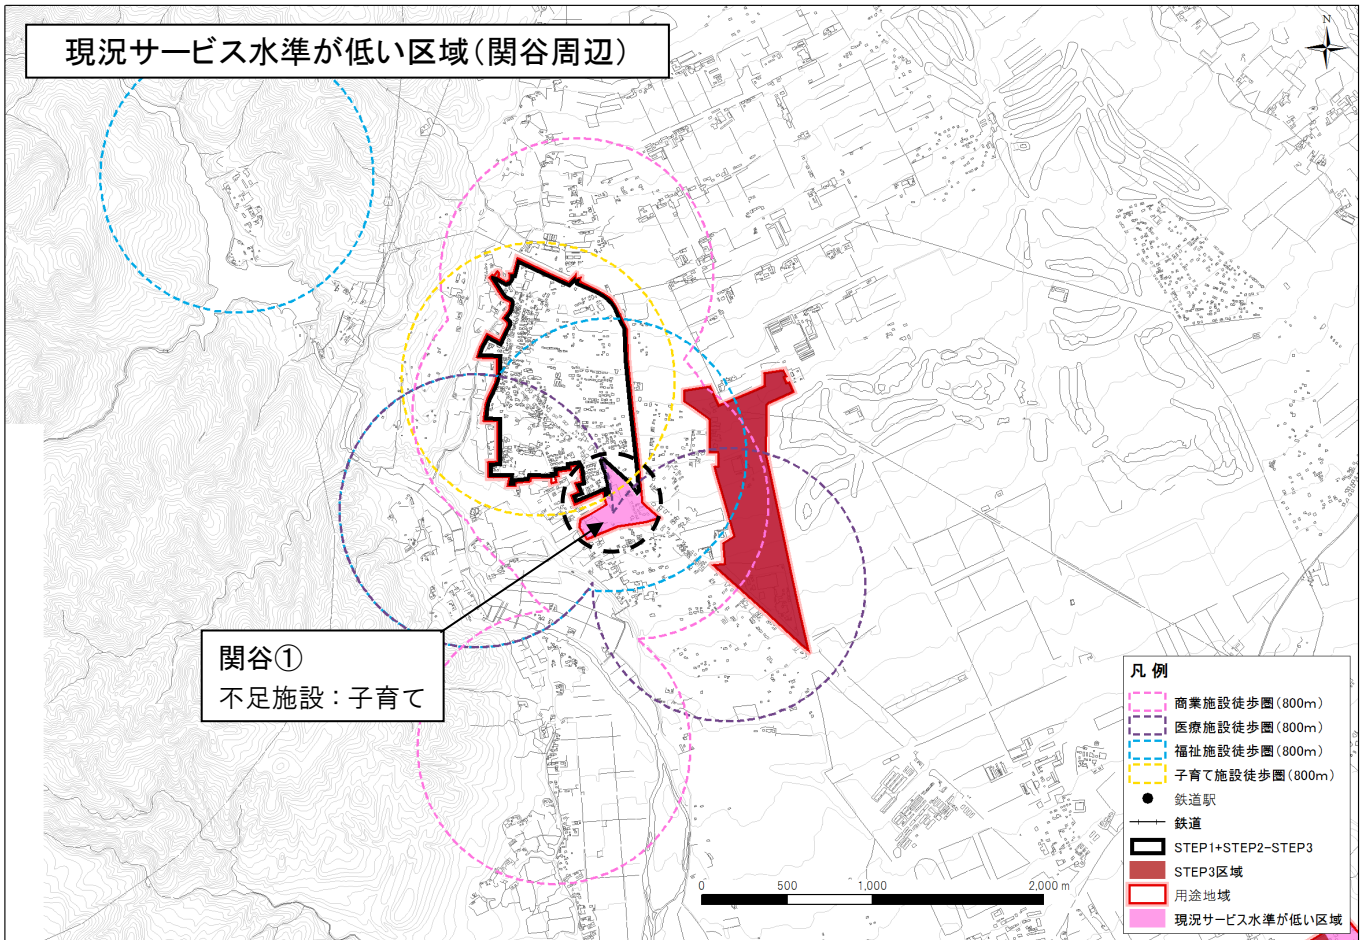 現況サービス水準が低い区域(関谷周辺)
N
関谷①
不足施設：子育て
凡例
商業施設徒歩圏(800m)
医療施設徒歩圏(800m)
福祉施設徒歩圏(800m)
子育て施設徒歩圏(800m)
鉄道駅
鉄道
STEP1+STEP2-STEP3
STEP3区域
用途地域
現況サービス水準が低い区域
0 500 1,000 2,000 m